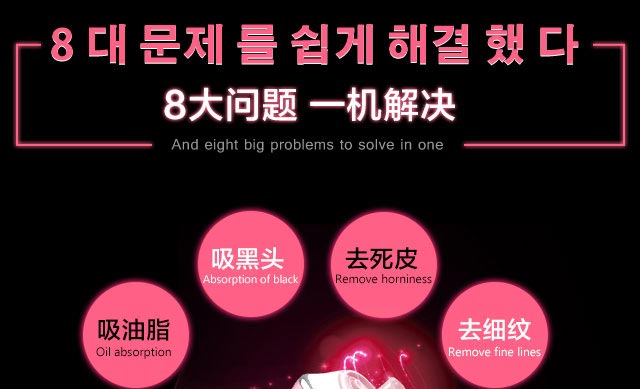 8 대 문제 를 쉽게 해결 했 다
8大问题 一机解决
And eight big problems to solve in one
吸黑头
Absorption of black
去死皮
Remove horniness
吸油脂
Oil absorption
去细纹
Remove fine lines